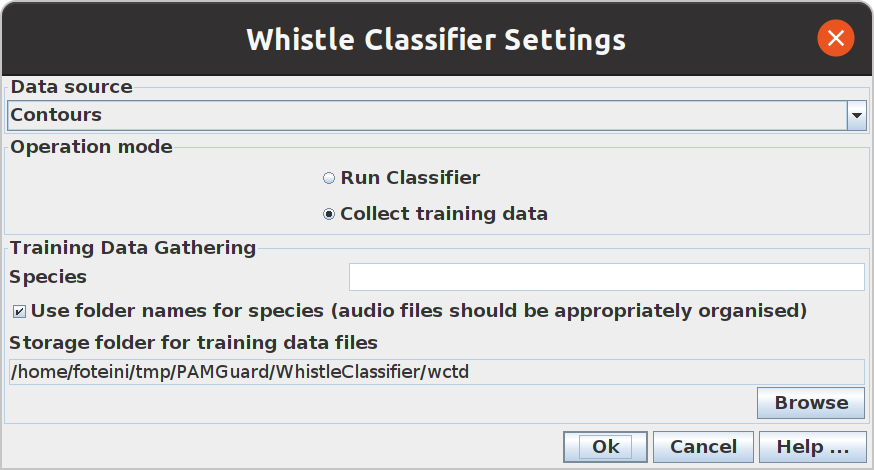 Whistle Classifier Settings
Data source
Contours
Operation mode
Run Classifier
Collect training data
Training Data Gathering
Species
Use folder names for species (audio files should be appropriately organised)
Storage folder for training data files
/home/foteini/tmp/PAMGuard/WhistleClassifier/wctd
Browse
Ok Cancel Help ...